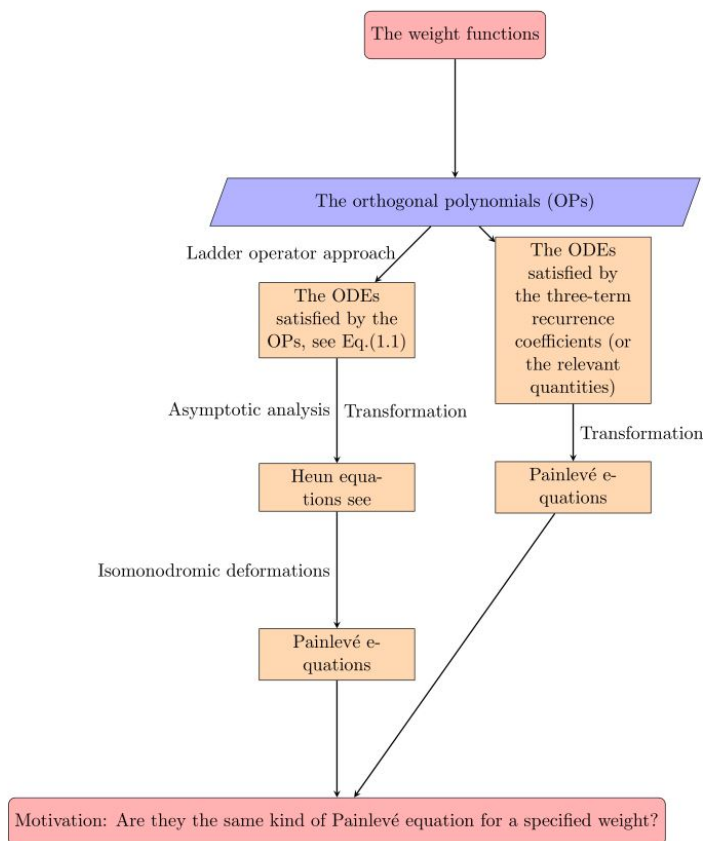 The weight functions
The orthogonal polynomials (OPs)
Ladder operator approach
The ODEs
satisfied by the
OPs, see Eq.(1.1)
The ODEs
satisfied by
the three-term
recurrence
coefficients (or
the relevant
quantities)
Asymptotic analysis
Transformation
Transformation
Heun equa-
tions see
Painlevé e-
quations
Isomonodromic deformations
Painlevé e-
quations
Motivation: Are they the same kind of Painlevé equation for a specified weight?